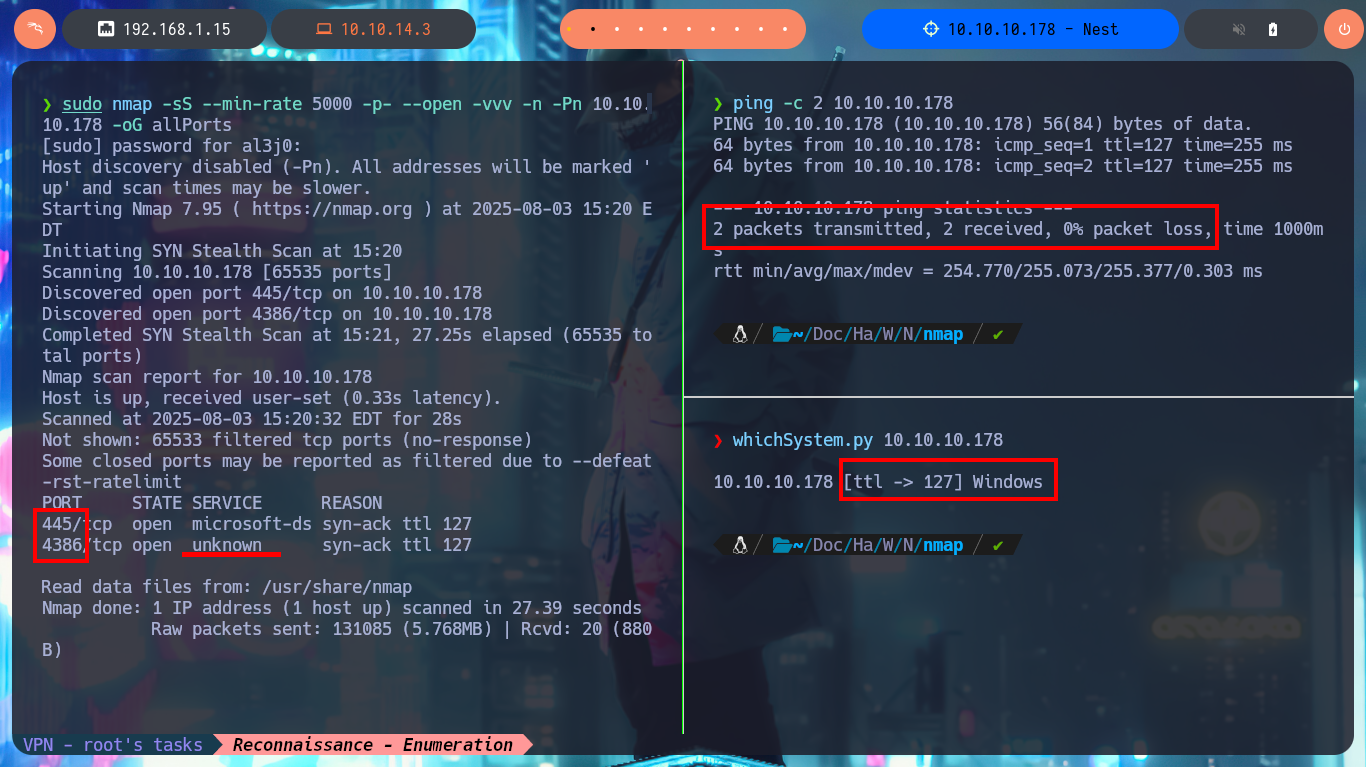 192.168.1.15
10.10.14.3
10.10.10.178 - Nest
❯ sudo nmap -sS --min-rate 5000 -p- --open -vvv -n -Pn 10.10.
10.178 -oG allPorts
[sudo] password for al3j0:
Host discovery disabled (-Pn). All addresses will be marked '
up' and scan times may be slower.
Starting Nmap 7.95 ( https://nmap.org ) at 2025-08-03 15:20 E
DT
Initiating SYN Stealth Scan at 15:20
Scanning 10.10.10.178 [65535 ports]
Discovered open port 445/tcp on 10.10.10.178
Discovered open port 4386/tcp on 10.10.10.178
Completed SYN Stealth Scan at 15:21, 27.25s elapsed (65535 to
tal ports)
Nmap scan report for 10.10.10.178
Host is up, received user-set (0.33s latency).
Scanned at 2025-08-03 15:20:32 EDT for 28s
Not shown: 65533 filtered tcp ports (no-response)
Some closed ports may be reported as filtered due to --defeat
-rst-ratelimit
PORT     STATE SERVICE      REASON
445/tcp  open  microsoft-ds syn-ack ttl 127
4386/tcp open  unknown      syn-ack ttl 127
Read data files from: /usr/share/nmap
Nmap done: 1 IP address (1 host up) scanned in 27.39 seconds
Raw packets sent: 131085 (5.768MB) | Rcvd: 20 (880
B)
❯ ping -c 2 10.10.10.178
PING 10.10.10.178 (10.10.10.178) 56(84) bytes of data.
64 bytes from 10.10.10.178: icmp_seq=1 ttl=127 time=255 ms
64 bytes from 10.10.10.178: icmp_seq=2 ttl=127 time=255 ms
--- 10.10.10.178 ping statistics ---
2 packets transmitted, 2 received, 0% packet loss, time 1000m
s
rtt min/avg/max/mdev = 254.770/255.073/255.377/0.303 ms
~/Doc/Ha/W/N/nmap / ✔
❯ whichSystem.py 10.10.10.178
10.10.10.178 [ttl -> 127] Windows
~/Doc/Ha/W/N/nmap / ✔
VPN - root's tasks
Reconnaissance - Enumeration